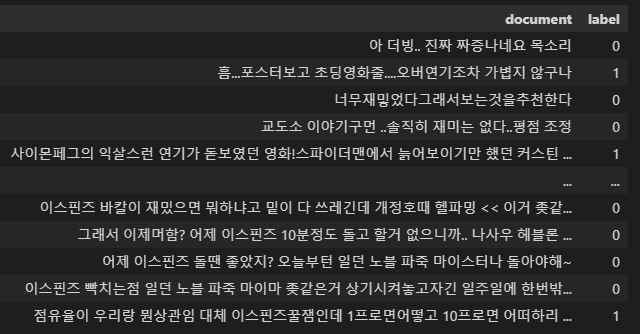 document label
아 더빙.. 진짜 짜증나네요 목소리 0
흠...포스터보고 초딩영화줄....오버연기조차 가볍지 않구나 1
너무재밓었다그래서보는것을추천한다 0
교도소 이야기구먼 ..솔직히 재미는 없다..평점 조정 0
사이몬페그의 익살스런 연기가 돋보였던 영화!스파이더맨에서 늙어보이기만 했던 커스틴 ... 1
... ...
이스핀즈 바칼이 재밌으면 뭐하냐고 밑이 다 쓰레긴데 개정호때 헬파밍 << 이거 좆같... 0
그래서 이제머함? 어제 이스핀즈 10분정도 돌고 할거 없으니까.. 나사우 헤블론 ... 0
어제 이스핀즈 돌땐 좋았지? 오늘부턴 일던 노블 파죽 마이스터나 돌아야해~ 0
이스핀즈 빡치는점 일던 노블 파죽 마이마 좆같은거 상기시켜놓고자긴 일주일에 한번밖... 0
점유율이 우리랑 뭔상관임 대체 이스핀즈꿀잼인데 1프로면어떻고 10프로면 어떠하리 ... 1